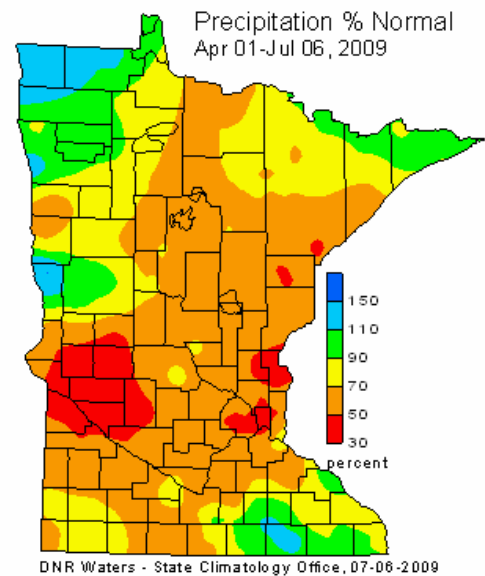 Precipitation % Normal
Apr 01-Jul 06, 2009
150
110
90
70
50
30
percent
DNR Waters - State Climatology Office, 07-06-2009